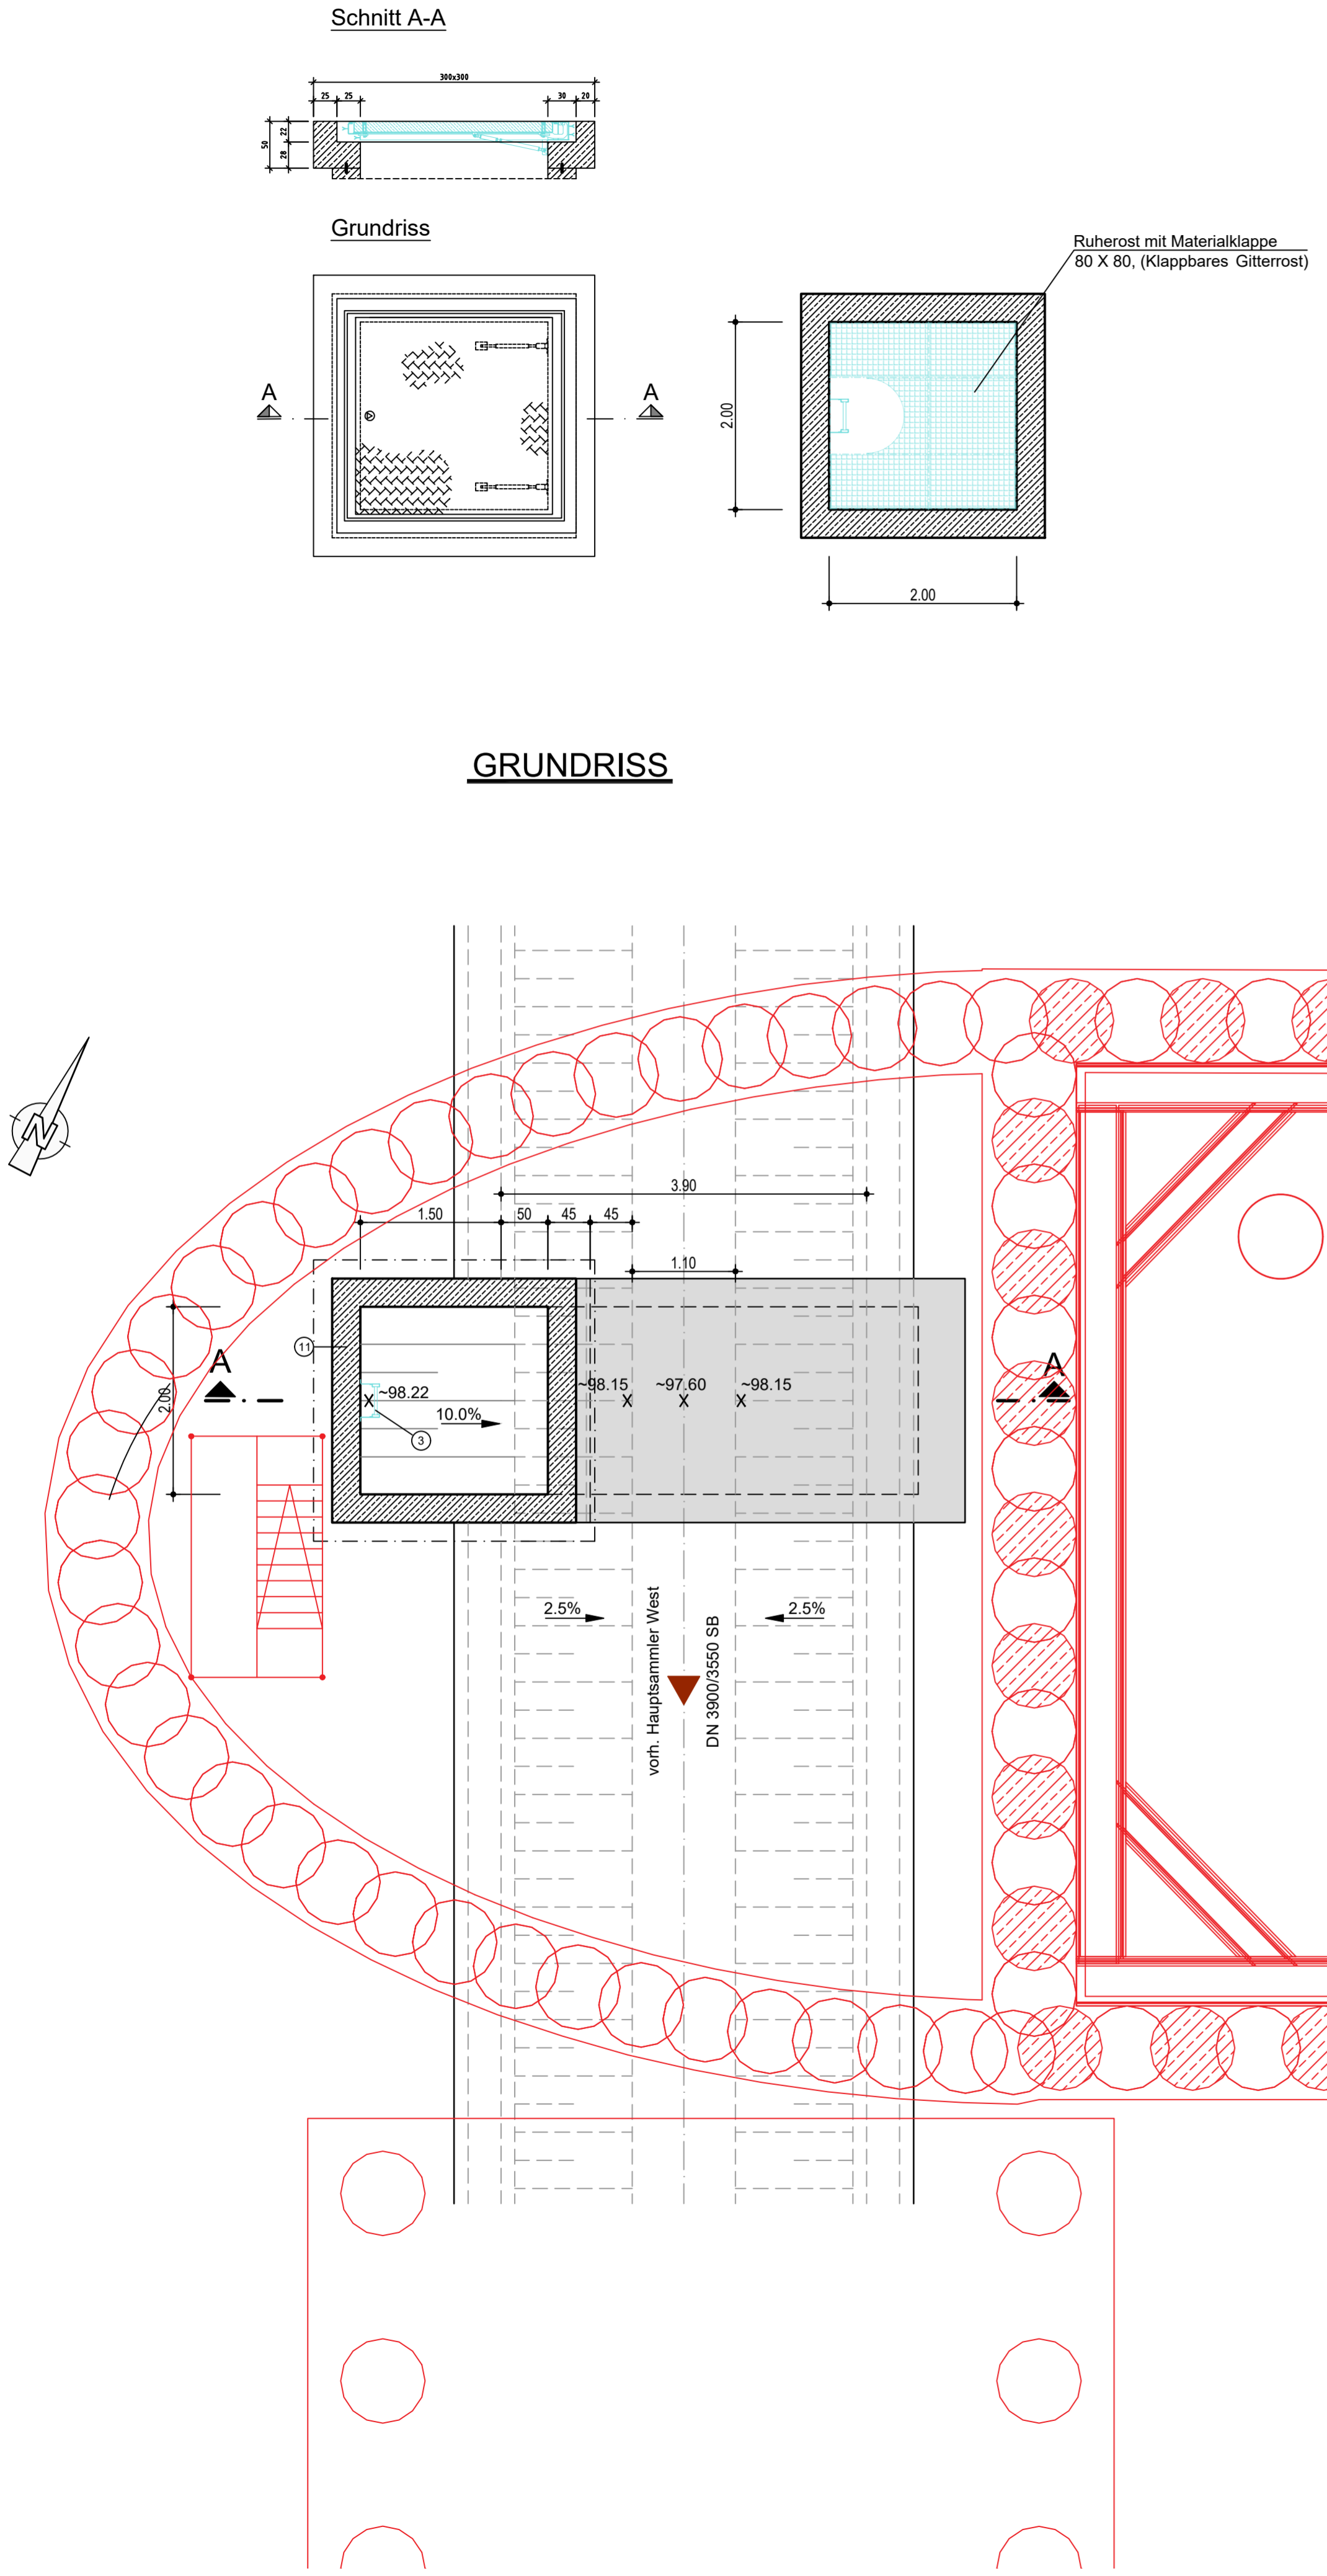 Schnitt A-A
300x300
25
25
30
20
50
22
28
Grundriss
Ruherost mit Materialklappe
80 X 80, (Klappbares Gitterrost)
A
A
2.00
2.00
GRUNDRISS
N
3.90
1.50
50
45
45
1.10
11
A
A
2.00
~98.22
~98.15
~97.60
~98.15
X
X
X
X
10.0%
3
2.5%
2.5%
vorh. Hauptsammler West
DN 3900/3550 SB